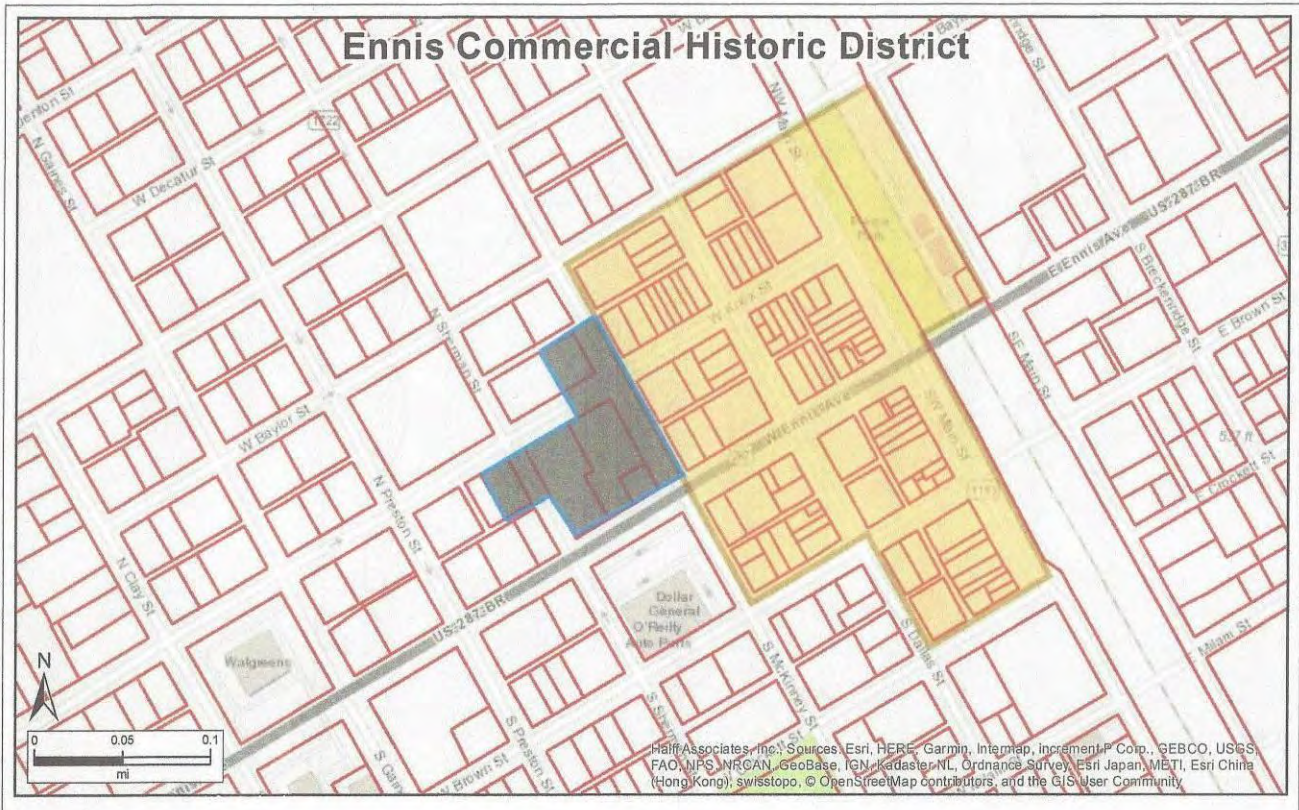 Ennis Commercial Historic District
W Decatur St
N Gaines St
N Sherman St
W Knox St
E Ennis Ave US 287 BR
S Breckenridge St
E Brown St
SE Main St
SW Main St
W Ennis Ave
W Baylor St
N Preston St
537 ft
E Crockett St
N Clay St
US 287 BR
Dollar
General
O'Reilly
Auto Parts
Walgreens
S Dallas St
S McKinney St
E Milam St
S Preston St
W Brown St
N
0 0.05 0.1
mi
Halff Associates, Inc., Sources: Esri, HERE, Garmin, Intermap, increment P Corp., GEBCO, USGS,
FAO, NPS, NRCAN, GeoBase, IGN, Kadaster NL, Ordnance Survey, Esri Japan, METI, Esri China
(Hong Kong), swisstopo, © OpenStreetMap contributors, and the GIS User Community